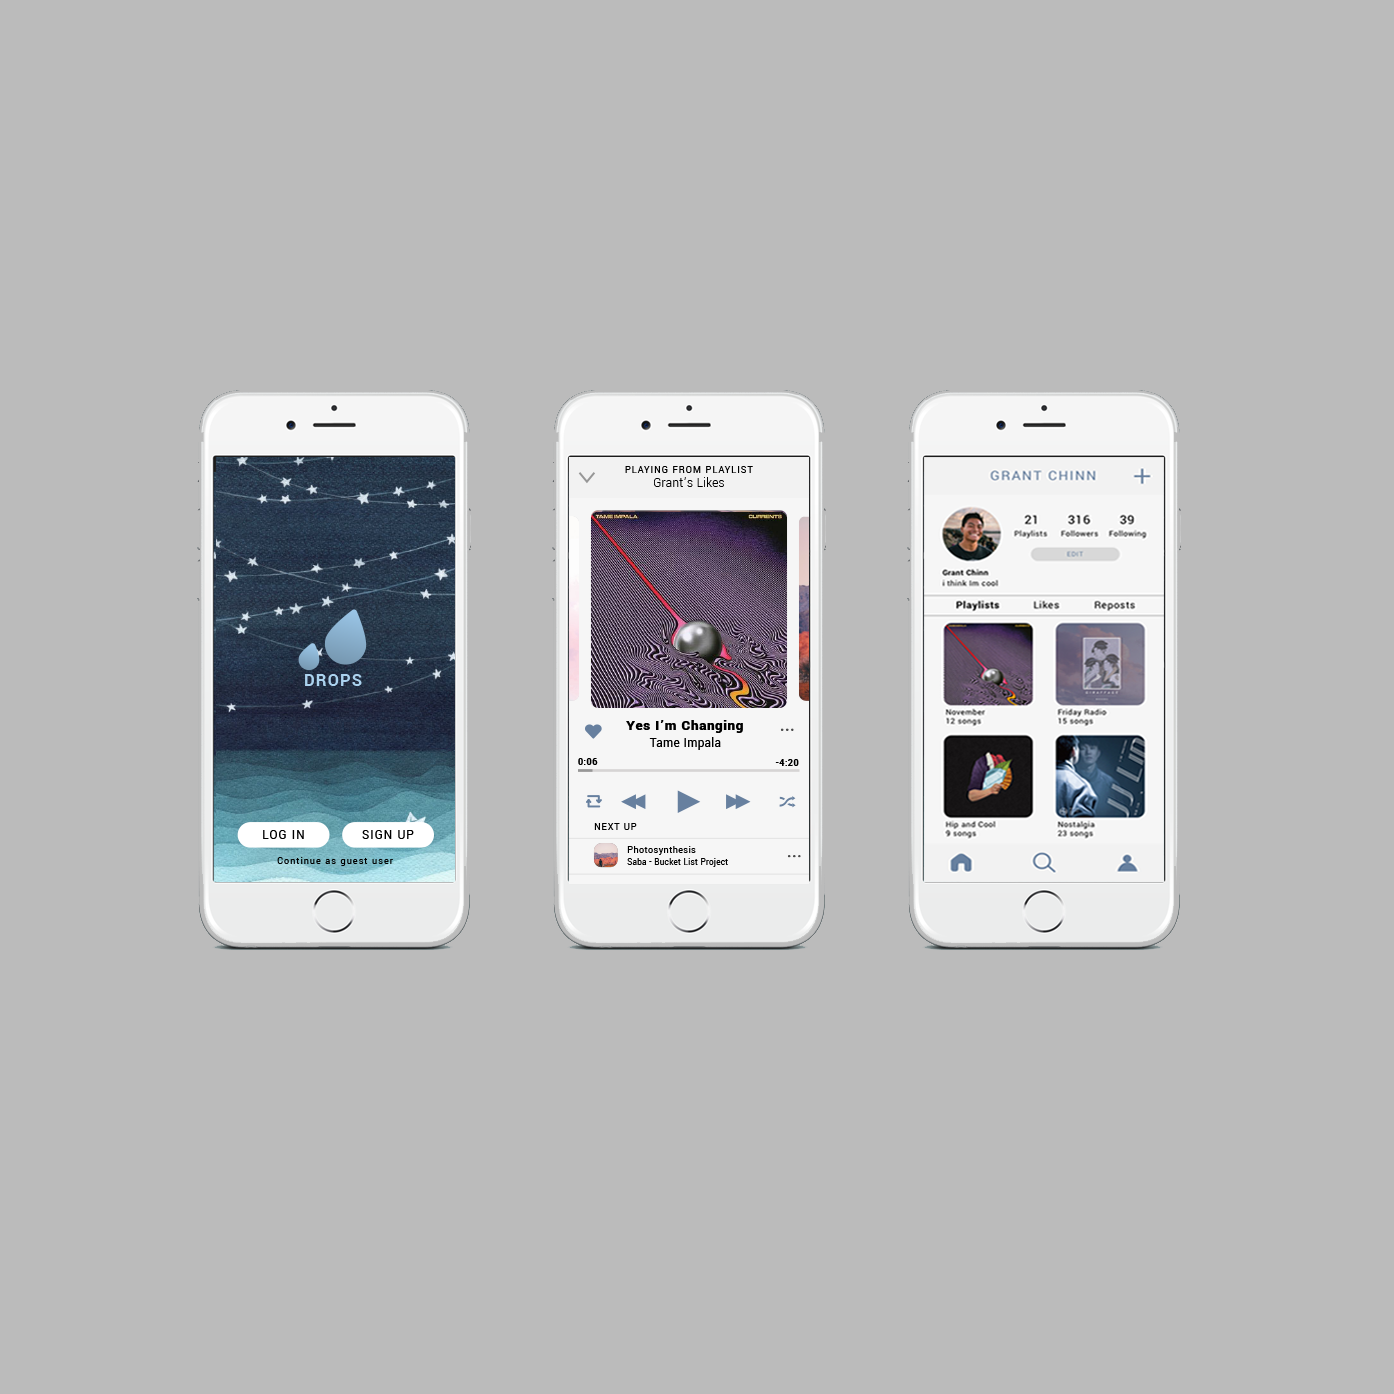 DROPS
LOG IN
SIGN UP
Continue as guest user
PLAYING FROM PLAYLIST
Grant's Likes
TAME IMPALA
CURRENTS
Yes I'm Changing
Tame Impala
0:06
-4:20
NEXT UP
Photosynthesis
Saba - Bucket List Project
GRANT CHINN
21
316
39
Playlists
Followers
Following
EDIT
Grant Chinn
i think Im cool
Playlists
Likes
Reposts
November
12 songs
Friday Radio
15 songs
JJ Lin
Hip and Cool
9 songs
Nostalgia
23 songs